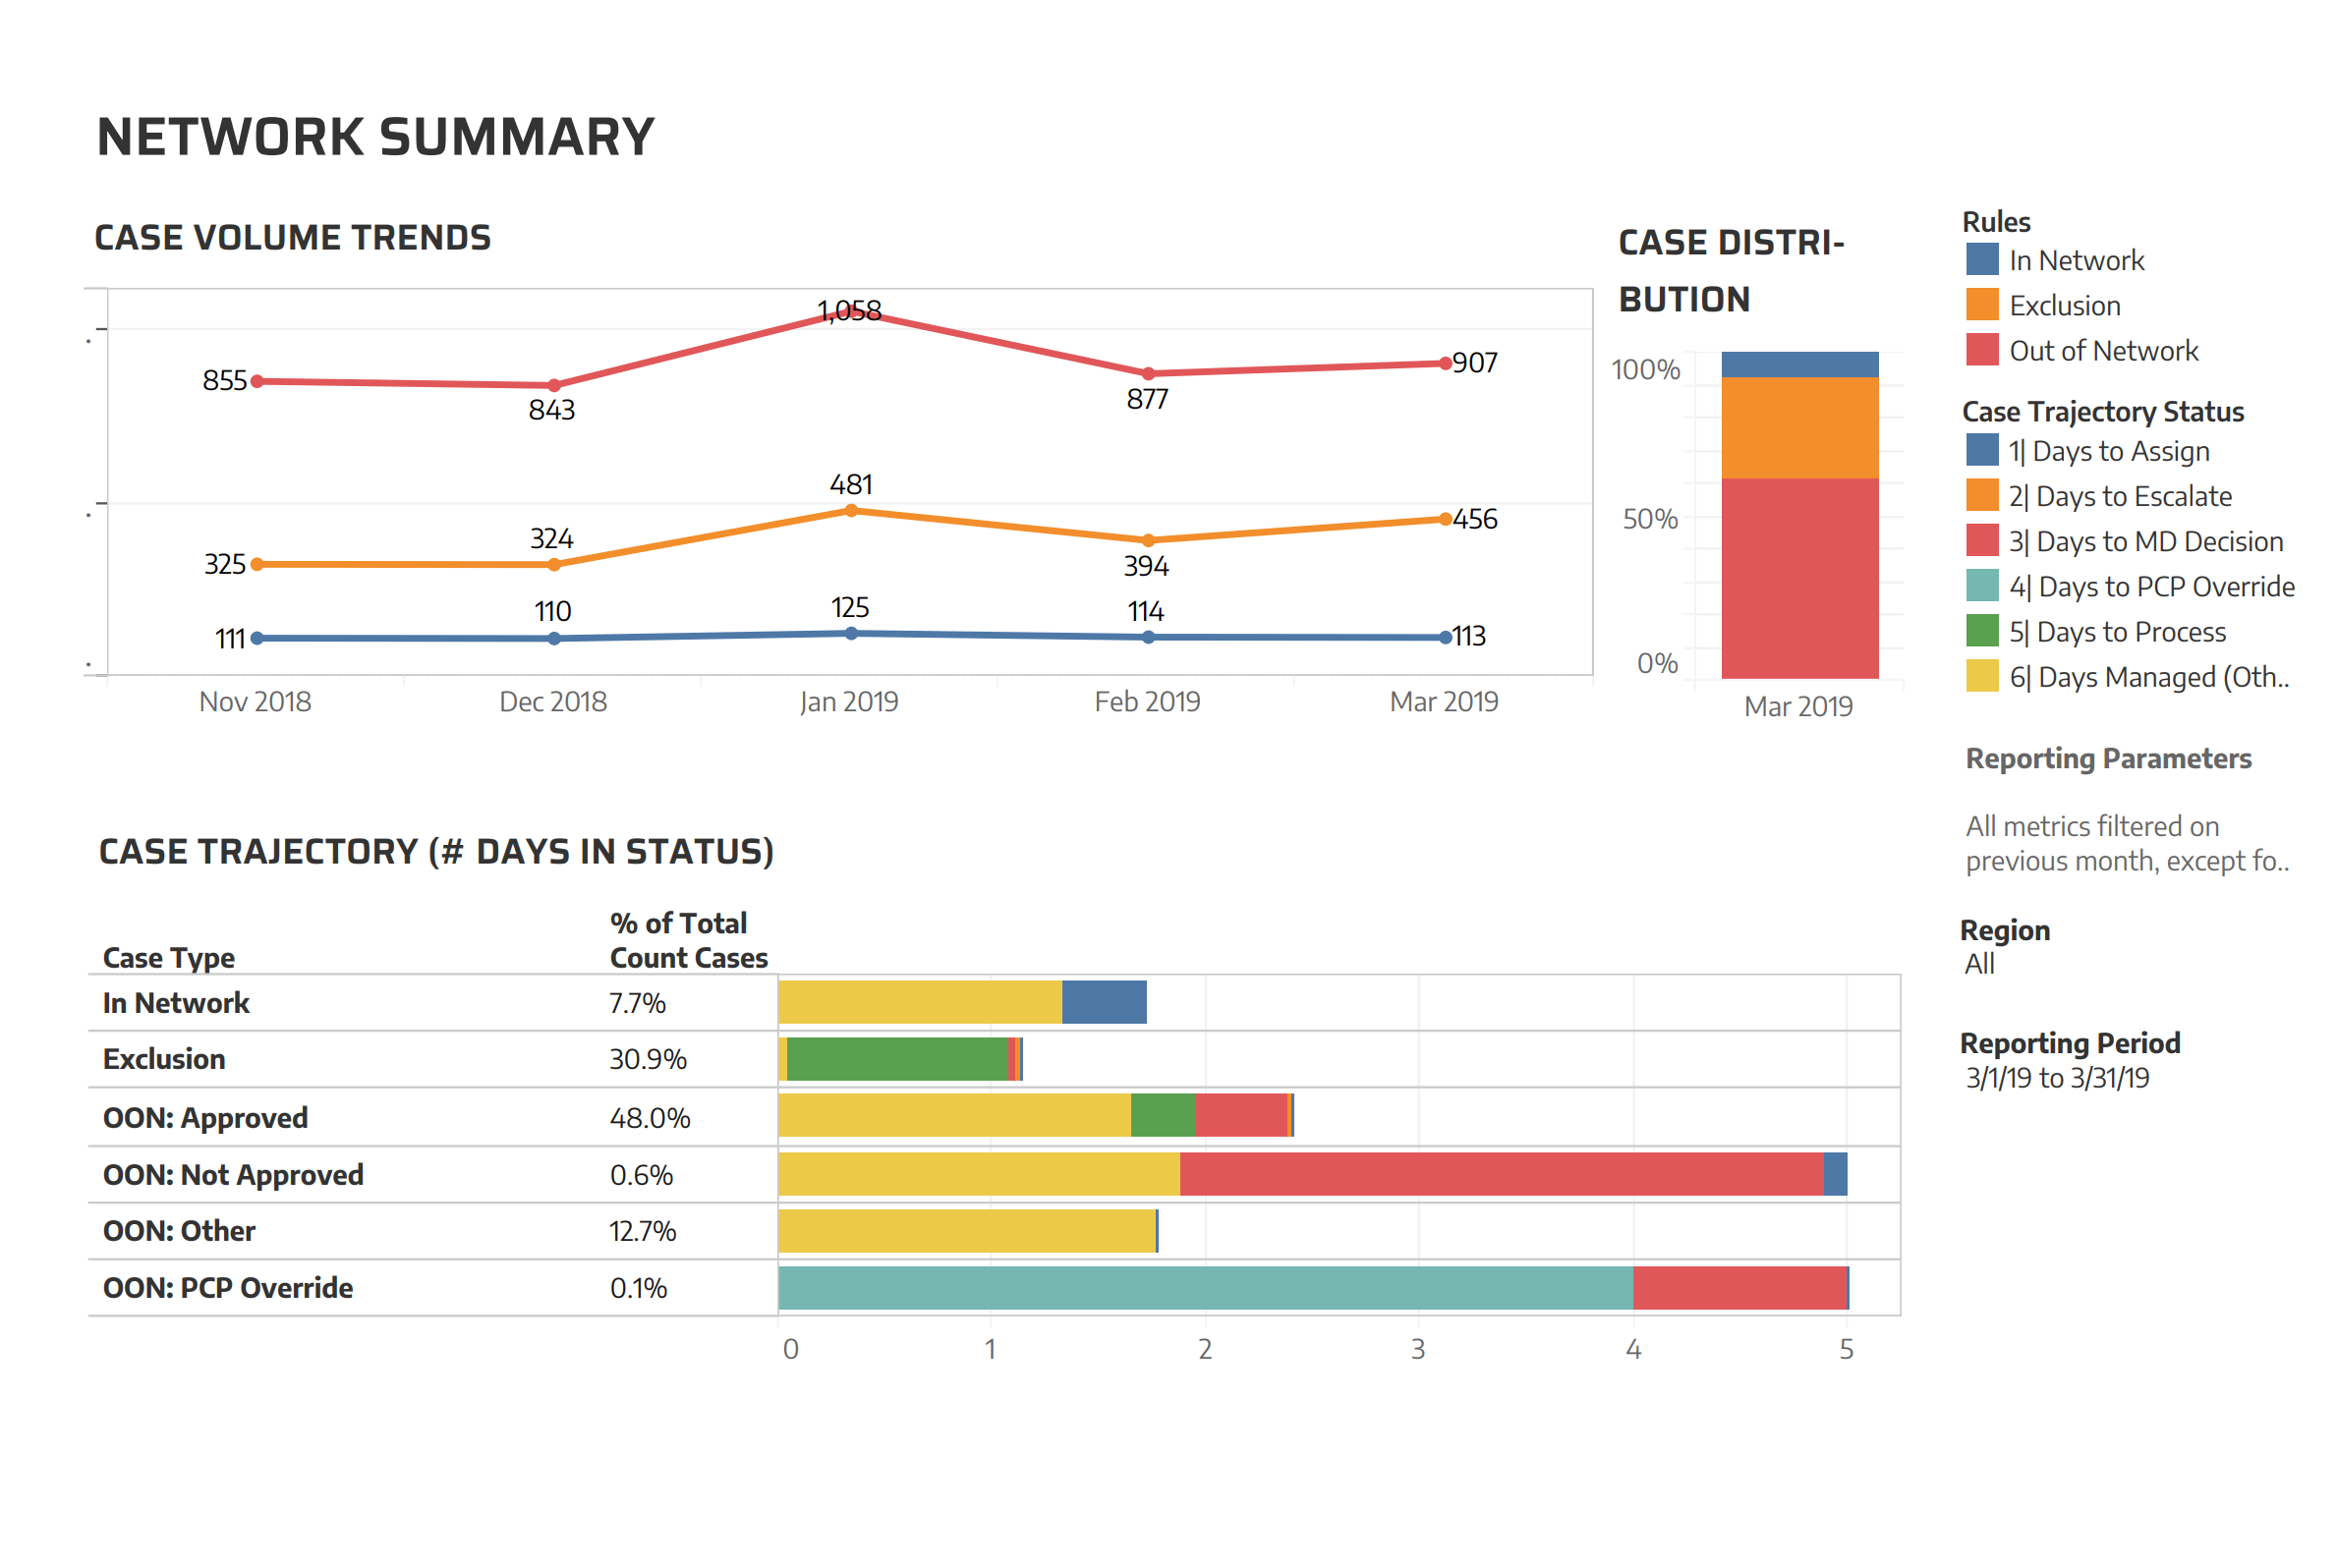 NETWORK SUMMARY
CASE VOLUME TRENDS
1,058
855
843
877
907
481
325
324
394
456
111
110
125
114
113
Nov 2018
Dec 2018
Jan 2019
Feb 2019
Mar 2019
CASE DISTRI-
BUTION
100%
50%
0%
Mar 2019
Rules
In Network
Exclusion
Out of Network
Case Trajectory Status
1| Days to Assign
2| Days to Escalate
3| Days to MD Decision
4| Days to PCP Override
5| Days to Process
6| Days Managed (Oth..
Reporting Parameters
All metrics filtered on
previous month, except fo..
Region
All
Reporting Period
3/1/19 to 3/31/19
CASE TRAJECTORY (# DAYS IN STATUS)
Case Type
% of Total
Count Cases
In Network 7.7%
Exclusion 30.9%
OON: Approved 48.0%
OON: Not Approved 0.6%
OON: Other 12.7%
OON: PCP Override 0.1%
0 1 2 3 4 5